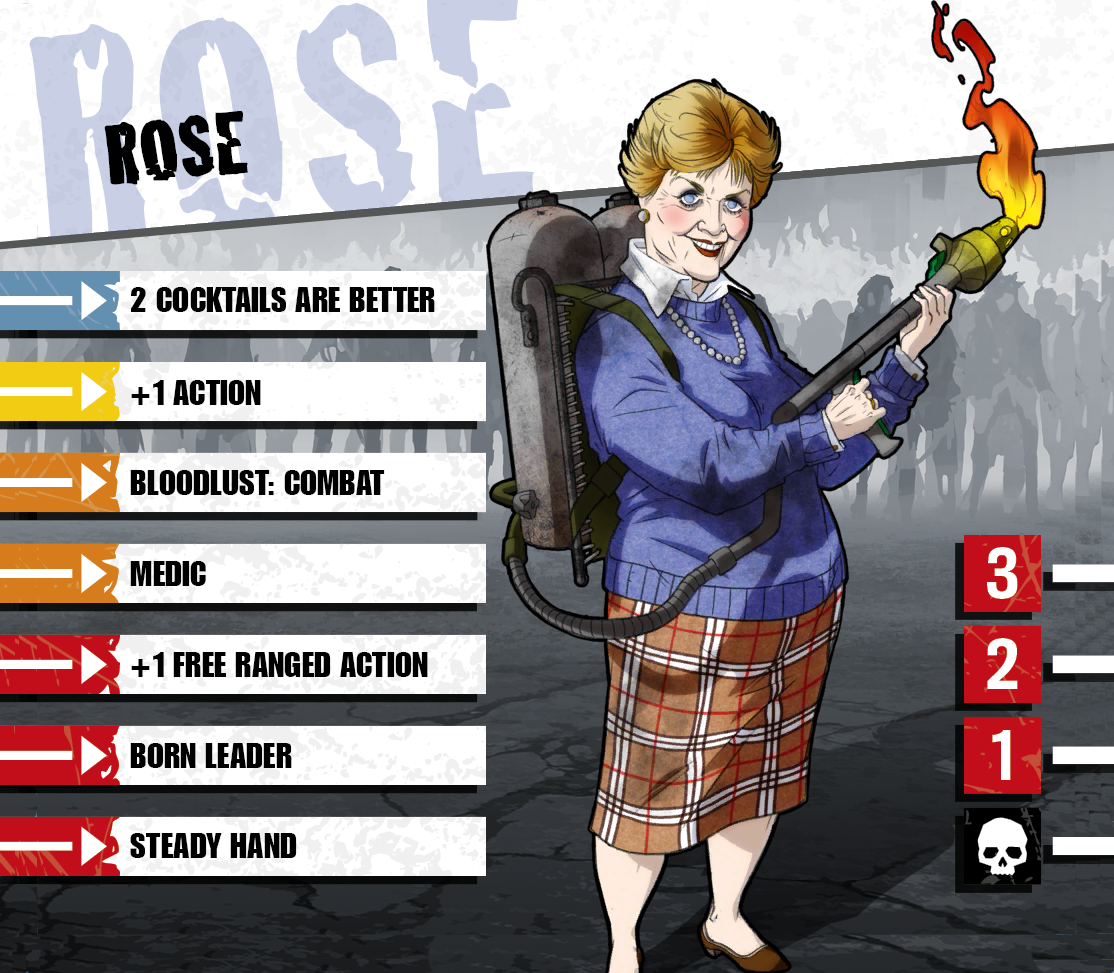 ROSE
ROSE
2 COCKTAILS ARE BETTER
+1 ACTION
BLOODLUST: COMBAT
MEDIC
+1 FREE RANGED ACTION
BORN LEADER
STEADY HAND
3
2
1